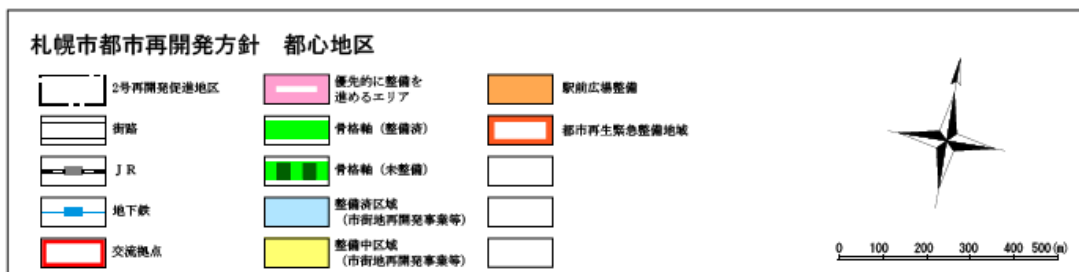 札幌市都市再開発方針 都心地区
2号再開発促進地区
街路
JR
地下鉄
交流拠点
優先的に整備を
進めるエリア
骨格軸（整備済）
骨格軸（未整備）
整備済区域
（市街地再開発事業等）
整備中区域
（市街地再開発事業等）
駅前広場整備
都市再生緊急整備地域
0 100 200 300 400 500(m)